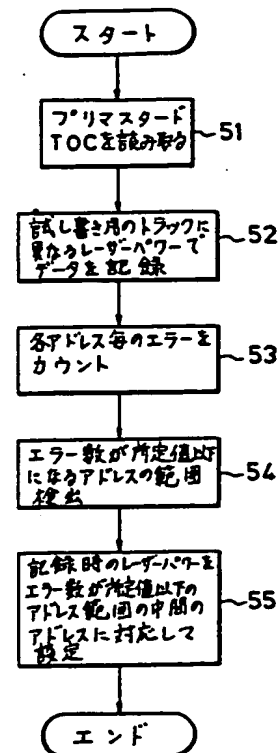 スタート
プリマスタード
TOCを読み取る
51
試し書き用のトラックに
異なるレーザーパワーで
データを記録
52
各アドレス毎のエラーを
カウント
53
エラー数が所定値以下
になるアドレスの範囲
検出
54
記録時のレーザーパワーを
エラー数が所定値以下の
アドレス範囲の中間の
アドレスに対応して
設定
55
エンド